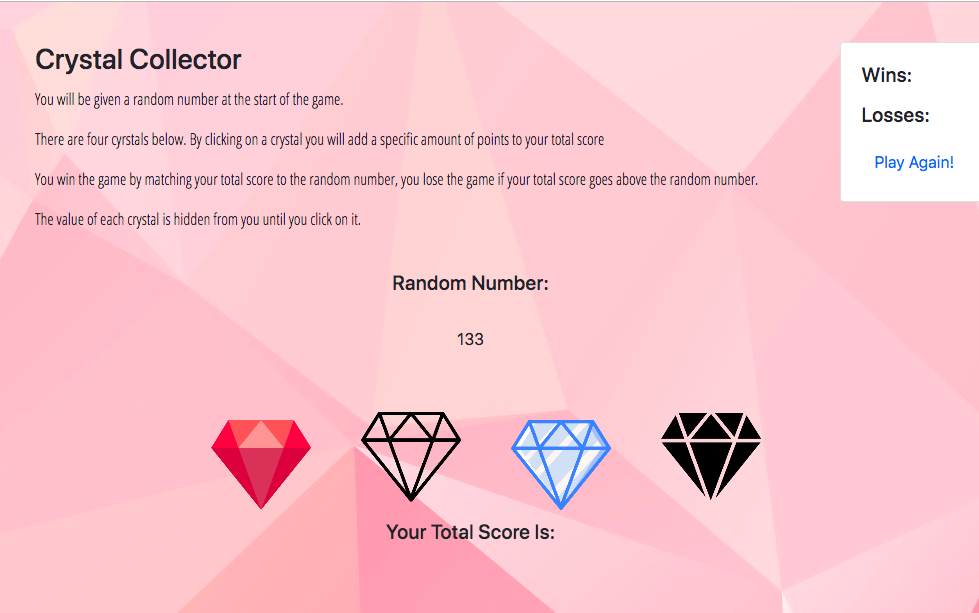 Crystal Collector
You will be given a random number at the start of the game.
There are four cyrstals below. By clicking on a crystal you will add a specific amount of points to your total score
You win the game by matching your total score to the random number, you lose the game if your total score goes above the random number.
The value of each crystal is hidden from you until you click on it.
Wins:
Losses:
Play Again!
Random Number:
133
Your Total Score Is: